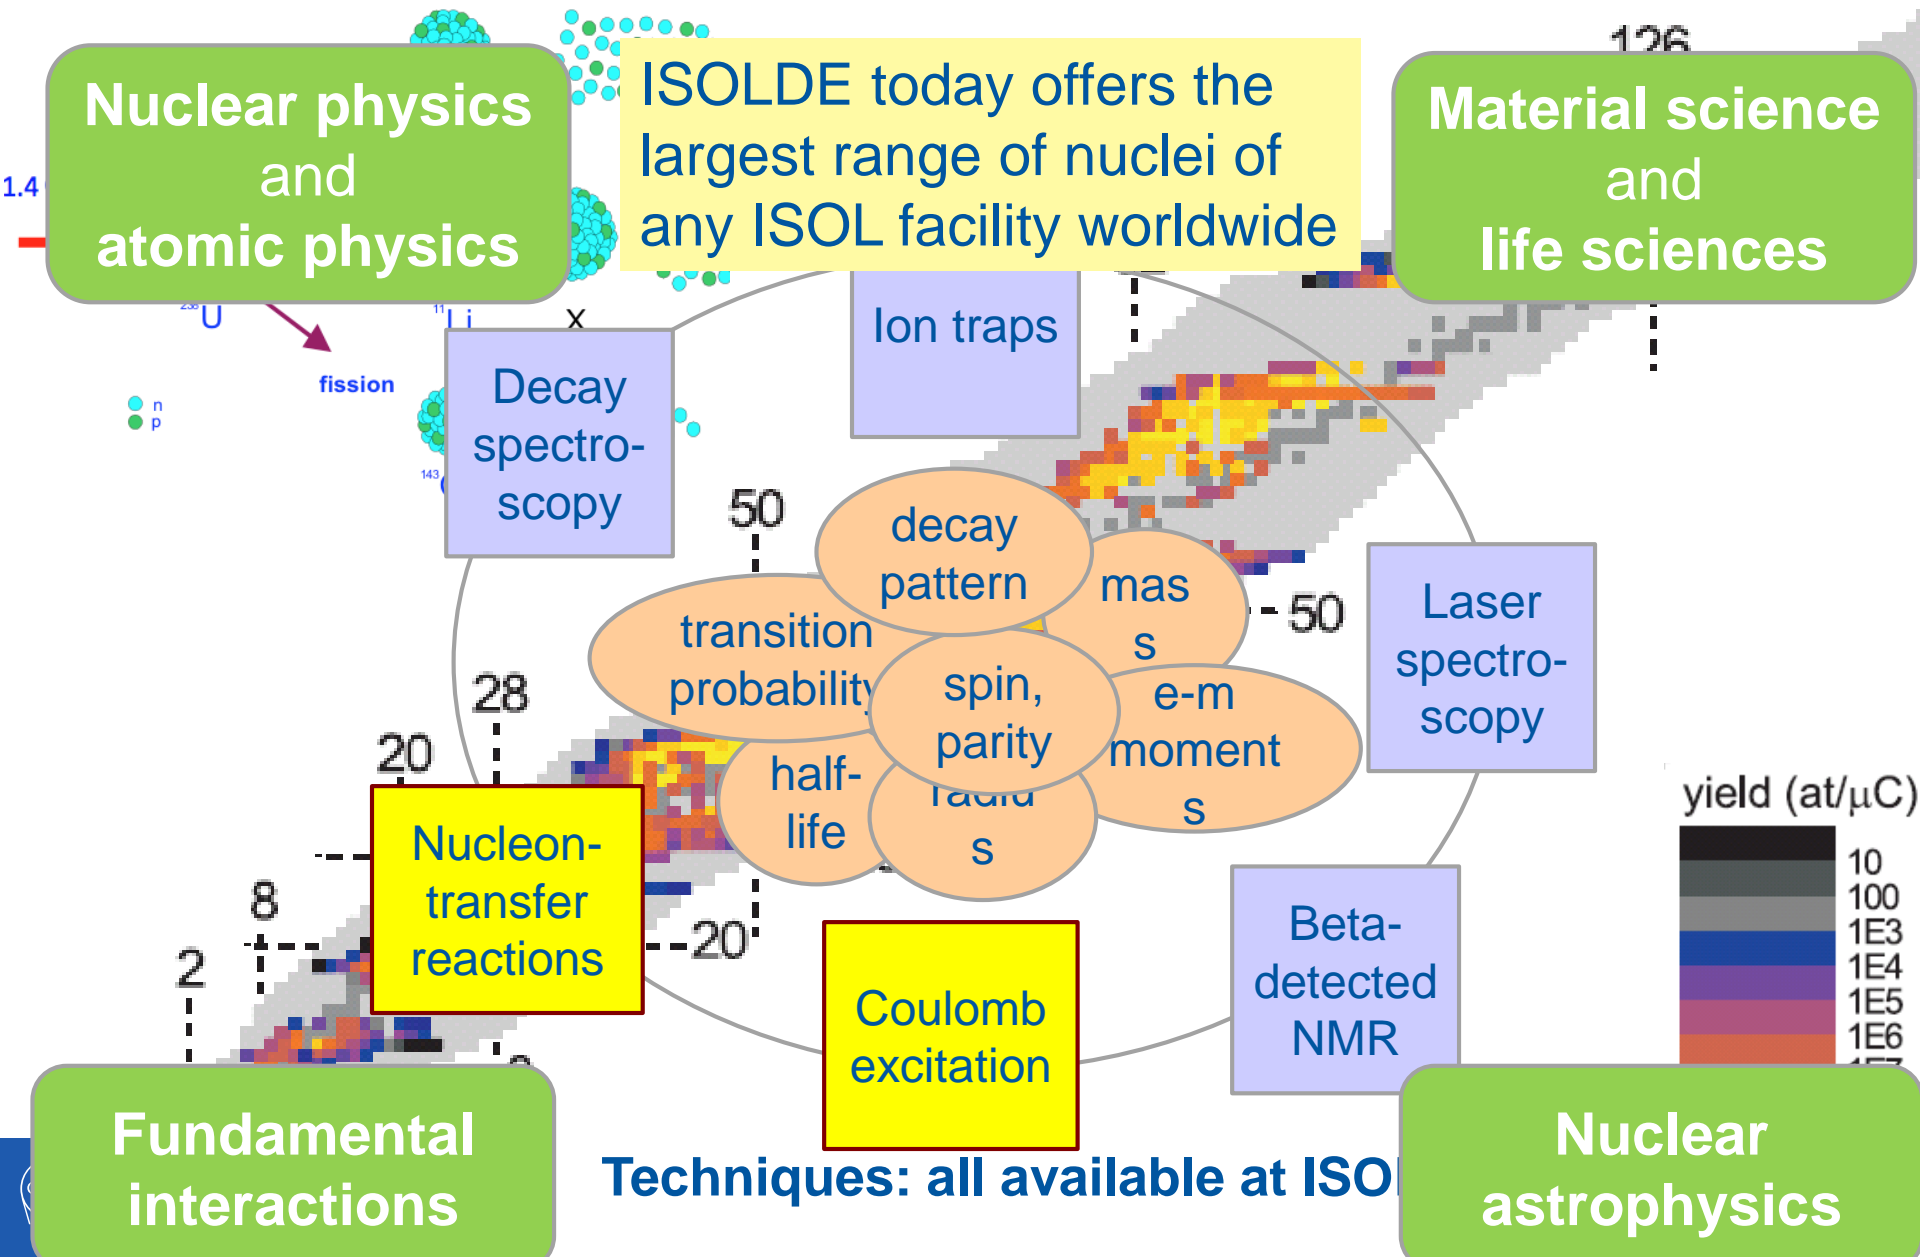 126
Nuclear physics
and
atomic physics
ISOLDE today offers the
largest range of nuclei of
any ISOL facility worldwide
Material science
and
life sciences
1.4
U
¹¹Li
X
fission
n
p
143
Ion traps
Decay
spectro-
scopy
50
decay
pattern
mas
s
50
Laser
spectro-
scopy
transition
probability
spin,
parity
e-m
moment
s
28
20
half-
life
radiu
s
yield (at/μC)
10
100
1E3
1E4
1E5
1E6
1E7
Nucleon-
transfer
reactions
8
2
20
Coulomb
excitation
Beta-
detected
NMR
Fundamental
interactions
Techniques: all available at ISO
Nuclear
astrophysics